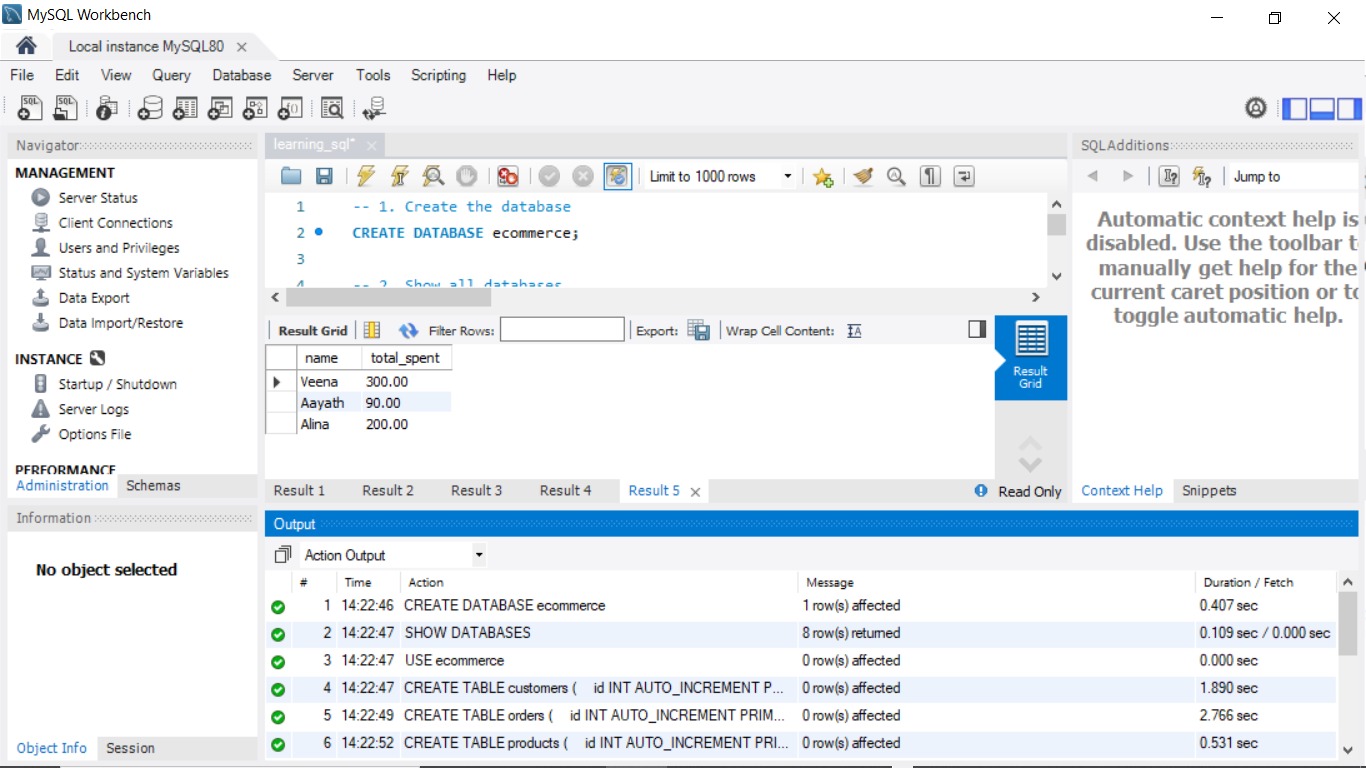 MySQL Workbench
Local instance MySQL80
File Edit View Query Database Server Tools Scripting Help
Navigator
MANAGEMENT
Server Status
Client Connections
Users and Privileges
Status and System Variables
Data Export
Data Import/Restore
INSTANCE
Startup / Shutdown
Server Logs
Options File
PERFORMANCE
Administration Schemas
Information
No object selected
Object Info Session
learning_sql*
Limit to 1000 rows
1 -- 1. Create the database
2 CREATE DATABASE ecommerce;
3
4 -- 2. Show all databases
Result Grid Filter Rows: Export: Wrap Cell Content:
name total_spent
Veena 300.00
Aayath 90.00
Alina 200.00
Result Grid
Result 1 Result 2 Result 3 Result 4 Result 5 Read Only
SQLAdditions
Jump to
Automatic context help is
disabled. Use the toolbar t
manually get help for the
current caret position or to
toggle automatic help.
Context Help Snippets
Output
Action Output
# Time Action Message Duration / Fetch
1 14:22:46 CREATE DATABASE ecommerce 1 row(s) affected 0.407 sec
2 14:22:47 SHOW DATABASES 8 row(s) returned 0.109 sec / 0.000 sec
3 14:22:47 USE ecommerce 0 row(s) affected 0.000 sec
4 14:22:47 CREATE TABLE customers ( id INT AUTO_INCREMENT P... 0 row(s) affected 1.890 sec
5 14:22:49 CREATE TABLE orders ( id INT AUTO_INCREMENT PRIM... 0 row(s) affected 2.766 sec
6 14:22:52 CREATE TABLE products ( id INT AUTO_INCREMENT PRI... 0 row(s) affected 0.531 sec